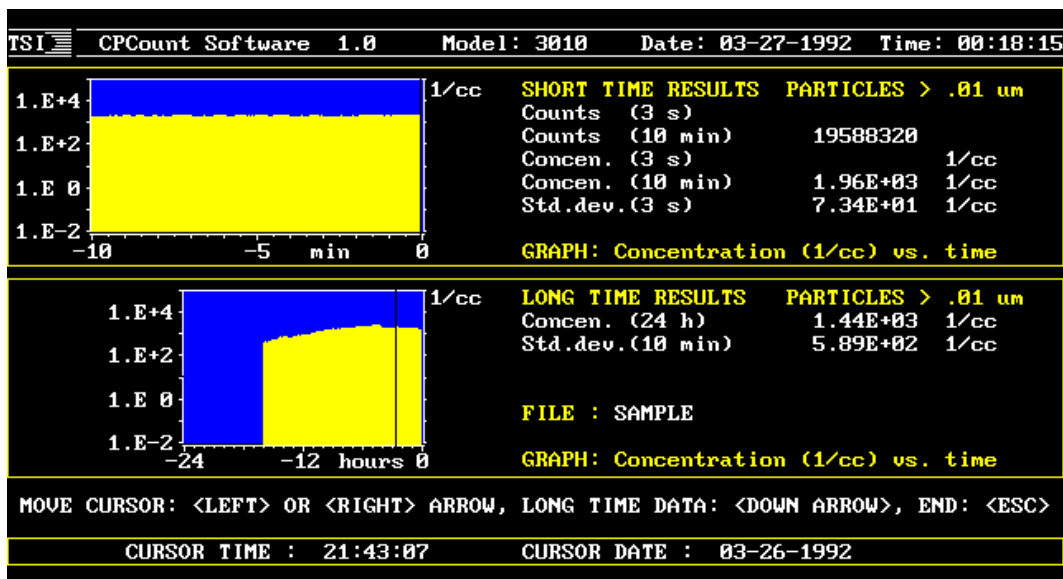 TSI CPCount Software 1.0 Model: 3010 Date: 03-27-1992 Time: 00:18:15
1/cc
1.E+4
1.E+2
1.E 0
1.E-2
-10 -5 min 0
SHORT TIME RESULTS PARTICLES > .01 um
Counts (3 s)
Counts (10 min) 19588320
Concen. (3 s) 1/cc
Concen. (10 min) 1.96E+03 1/cc
Std.dev.(3 s) 7.34E+01 1/cc
GRAPH: Concentration (1/cc) vs. time
1/cc
1.E+4
1.E+2
1.E 0
1.E-2
-24 -12 hours 0
LONG TIME RESULTS PARTICLES > .01 um
Concen. (24 h) 1.44E+03 1/cc
Std.dev.(10 min) 5.89E+02 1/cc
FILE : SAMPLE
GRAPH: Concentration (1/cc) vs. time
MOVE CURSOR: <LEFT> OR <RIGHT> ARROW, LONG TIME DATA: <DOWN ARROW>, END: <ESC>
CURSOR TIME : 21:43:07 CURSOR DATE : 03-26-1992